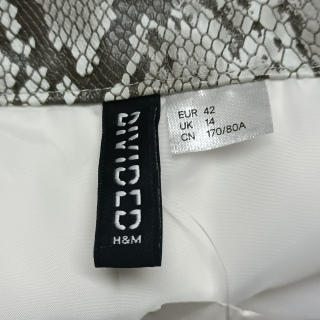 DIVIDED
H&M
EUR 42
UK 14
CN 170/80A